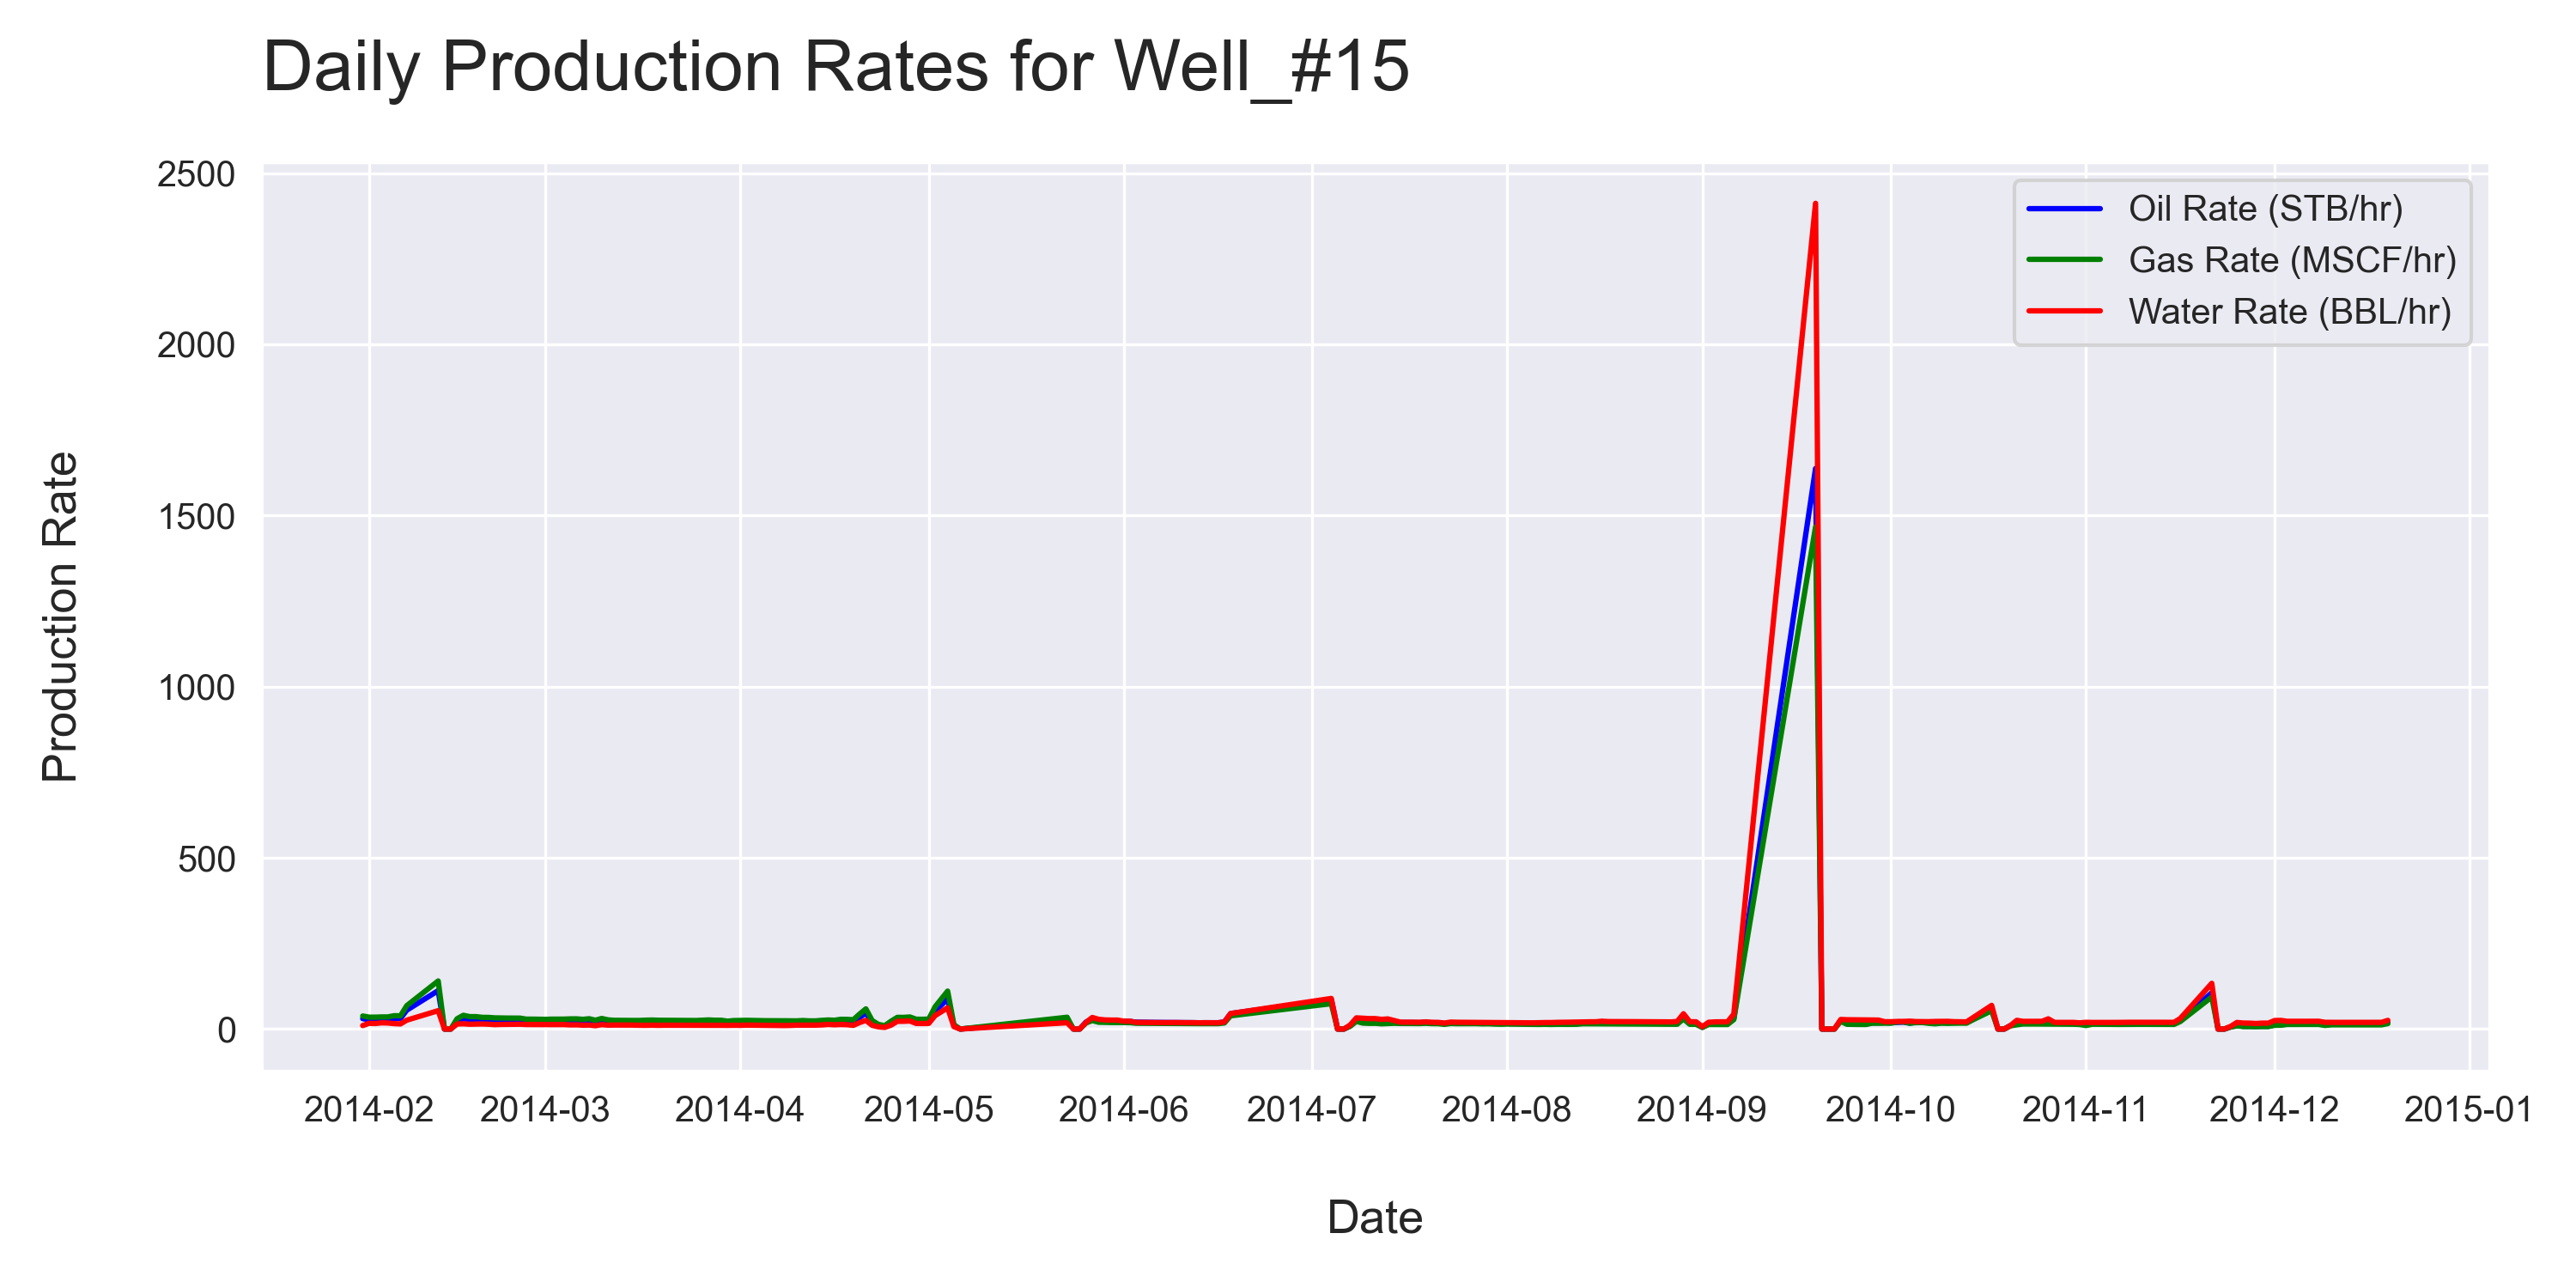 Daily Production Rates for Well_#15
2500
2000
1500
1000
500
0
Production Rate
Oil Rate (STB/hr)
Gas Rate (MSCF/hr)
Water Rate (BBL/hr)
2014-02 2014-03 2014-04 2014-05 2014-06 2014-07 2014-08 2014-09 2014-10 2014-11 2014-12 2015-01
Date